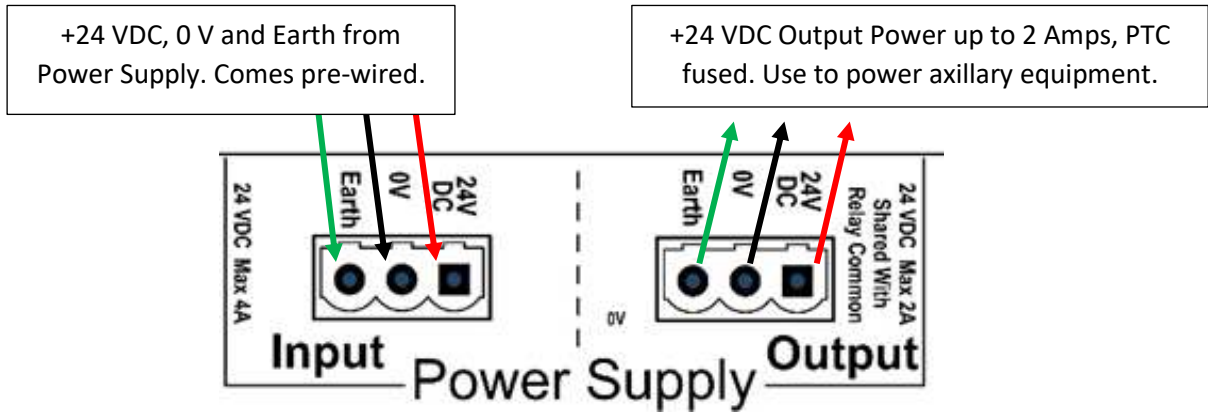 +24 VDC, 0 V and Earth from
Power Supply. Comes pre-wired.
+24 VDC Output Power up to 2 Amps, PTC
fused. Use to power axillary equipment.
24 VDC Max 4A
Earth
0V
24V
DC
Earth
0V
24V
DC
24 VDC Max 2A
Shared With
Relay Common
0V
Input
Output
Power Supply